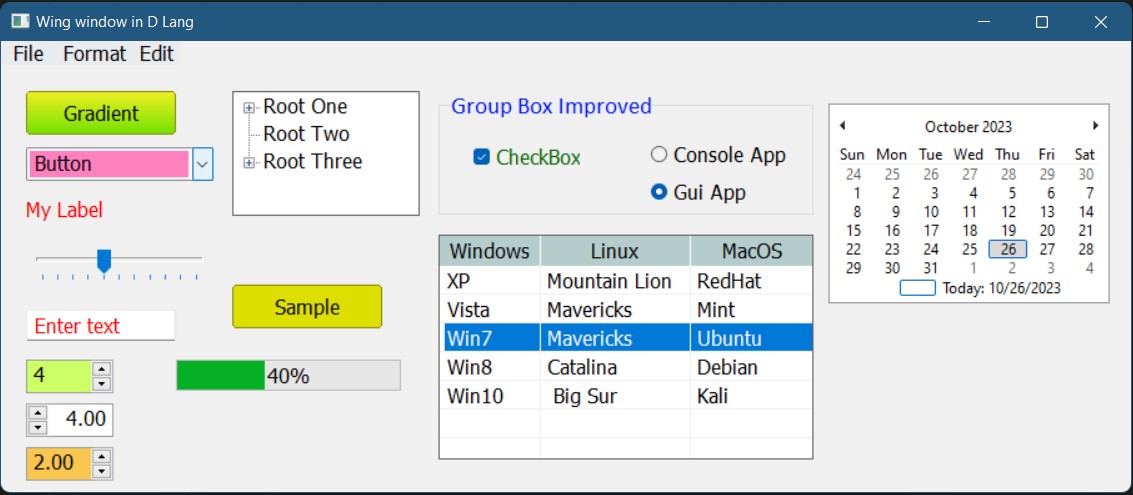 Wing window in D Lang
File Format Edit
Gradient
Button
My Label
Enter text
4
4.00
2.00
Root One
Root Two
Root Three
Sample
40%
Group Box Improved
CheckBox
Console App
Gui App
Windows Linux MacOS
XP Mountain Lion RedHat
Vista Mavericks Mint
Win7 Mavericks Ubuntu
Win8 Catalina Debian
Win10 Big Sur Kali
October 2023
Sun Mon Tue Wed Thu Fri Sat
24 25 26 27 28 29 30
1 2 3 4 5 6 7
8 9 10 11 12 13 14
15 16 17 18 19 20 21
22 23 24 25 26 27 28
29 30 31 1 2 3 4
Today: 10/26/2023